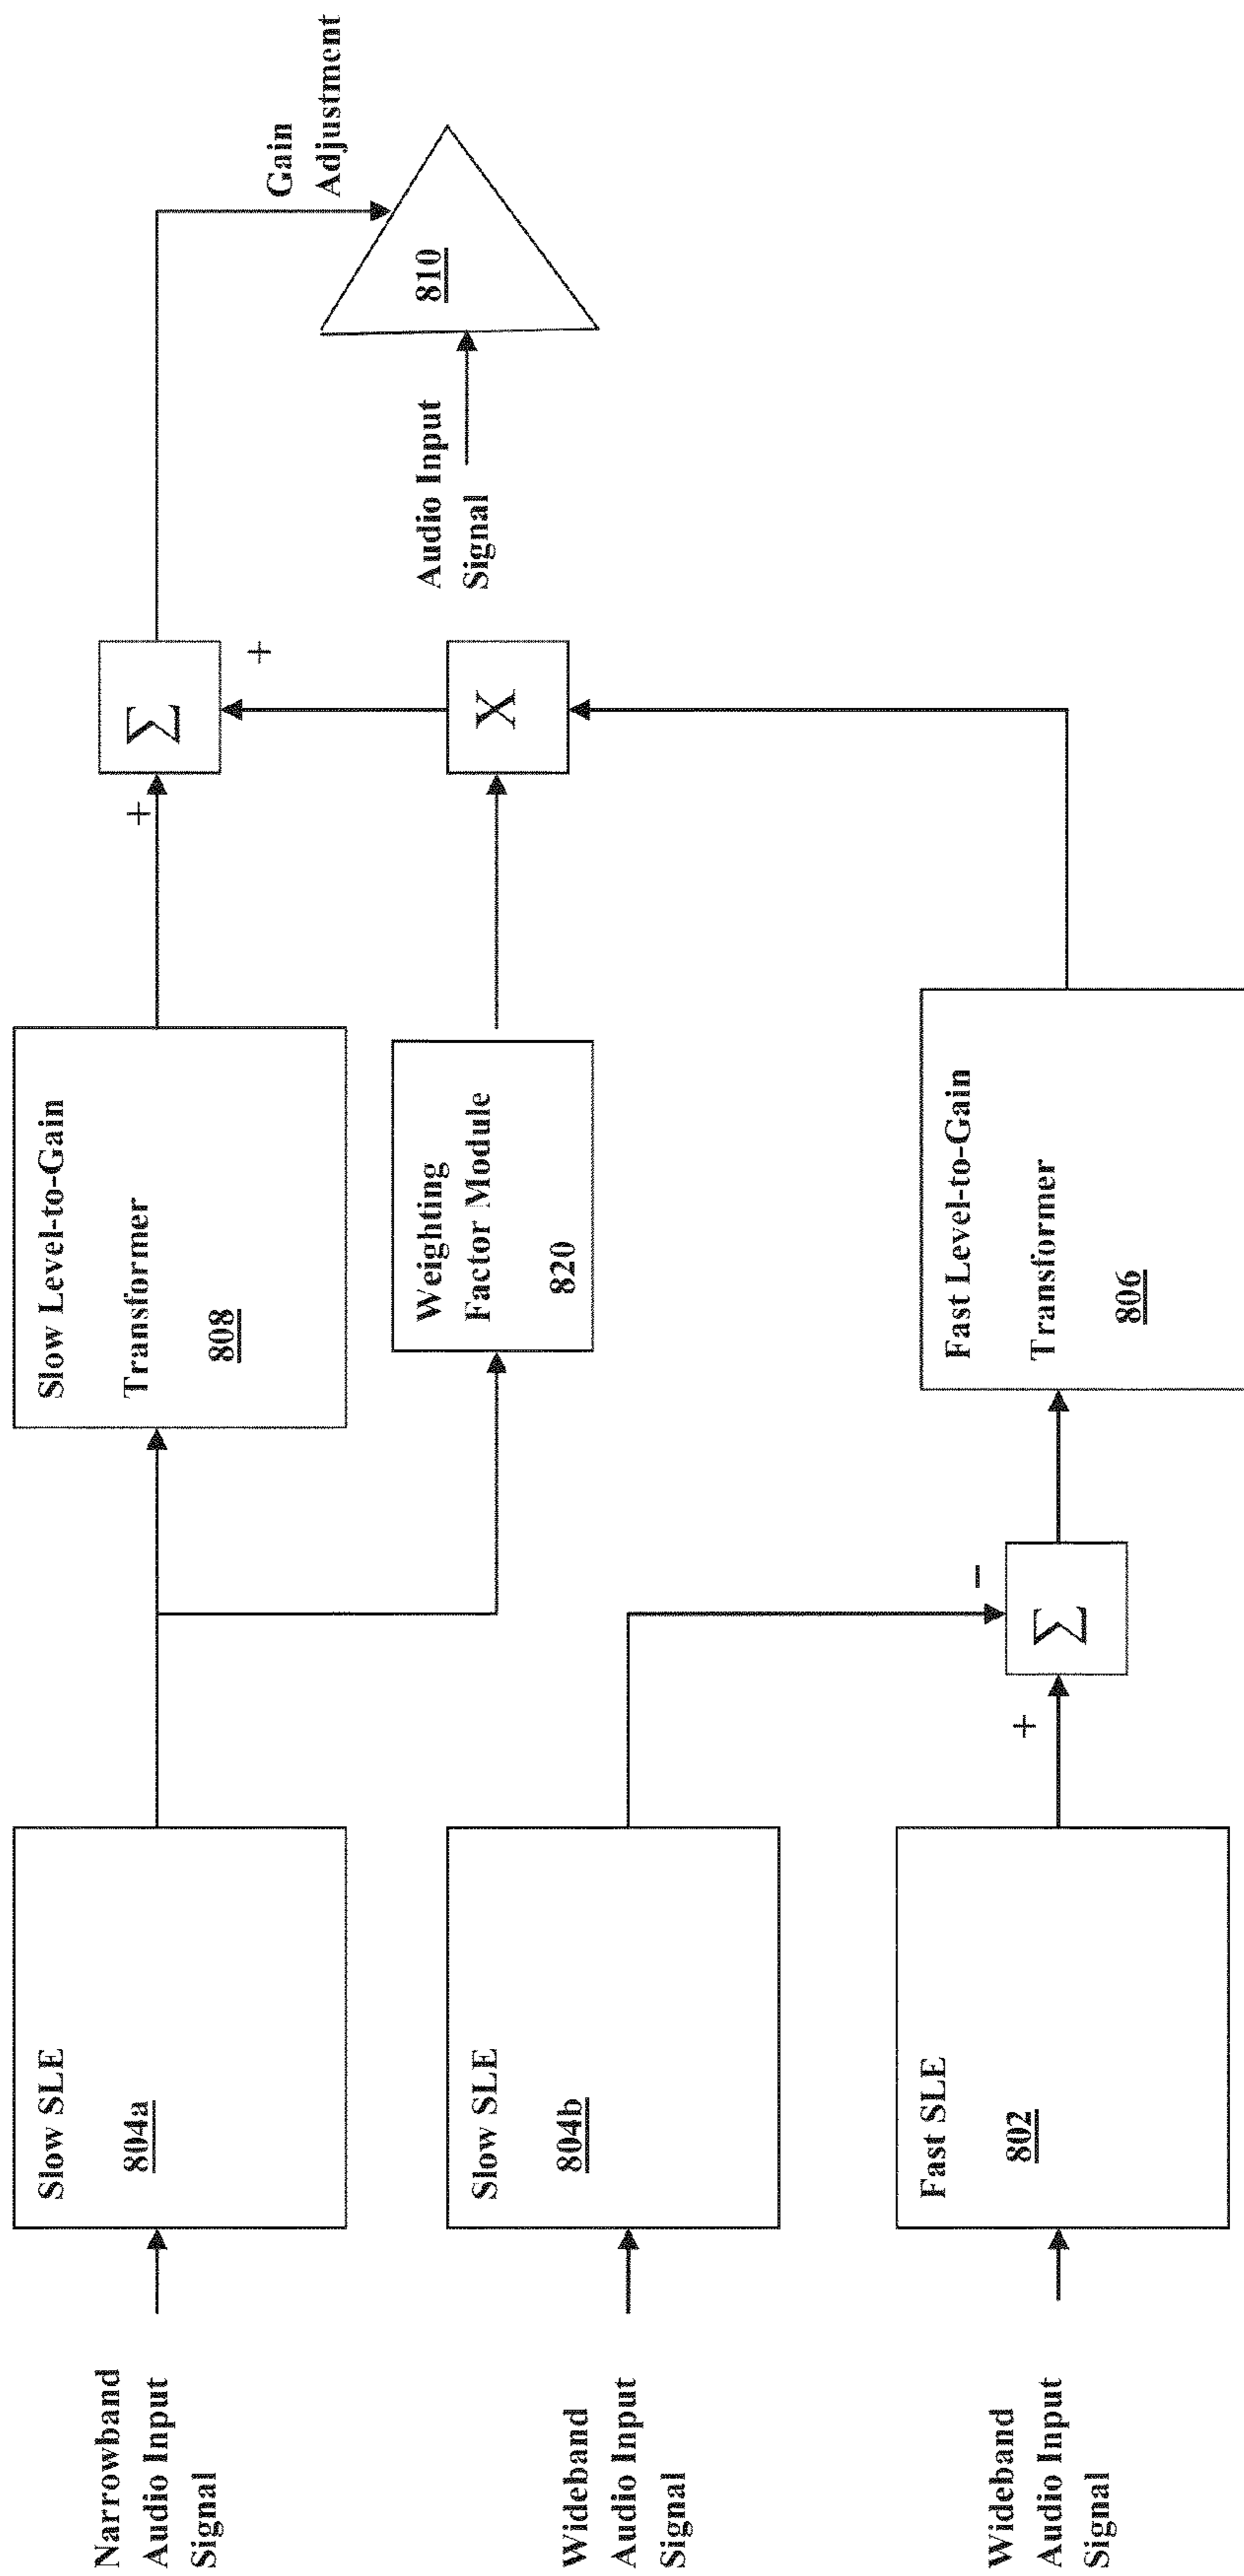 Narrowband
Audio Input
Signal
Slow SLE
804a
Slow Level-to-Gain
Transformer
808
+
Σ
+
Gain
Adjustment
Wideband
Audio Input
Signal
Slow SLE
804b
Weighting
Factor Module
820
X
Audio Input
Signal
810
Wideband
Audio Input
Signal
Fast SLE
802
+
−
Σ
Fast Level-to-Gain
Transformer
806